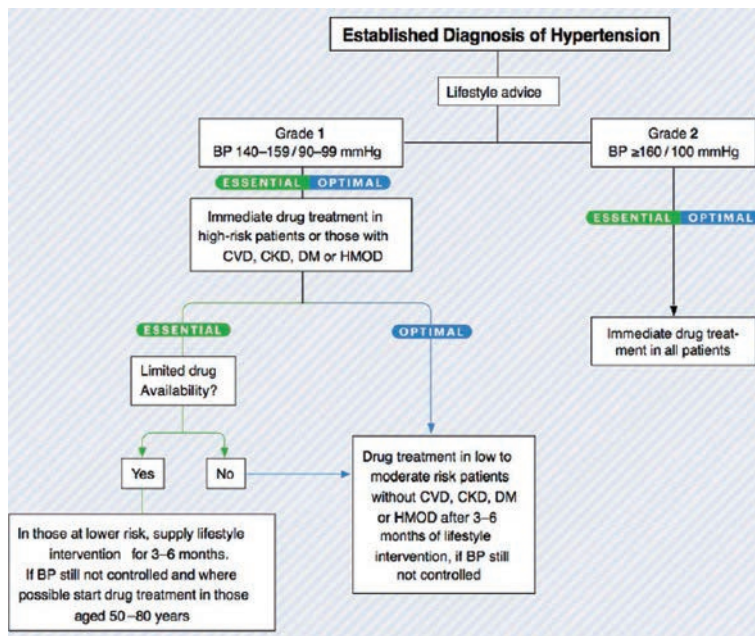 Established Diagnosis of Hypertension
Lifestyle advice
Grade 1
BP 140–159/90–99 mmHg
Grade 2
BP ≥160/100 mmHg
ESSENTIAL OPTIMAL
ESSENTIAL OPTIMAL
Immediate drug treatment in
high-risk patients or those with
CVD, CKD, DM or HMOD
ESSENTIAL
OPTIMAL
Immediate drug treat-
ment in all patients
Limited drug
Availability?
Yes
No
Drug treatment in low to
moderate risk patients
without CVD, CKD, DM
or HMOD after 3–6
months of lifestyle
intervention, if BP still
not controlled
In those at lower risk, supply lifestyle
intervention for 3–6 months.
If BP still not controlled and where
possible start drug treatment in those
aged 50–80 years